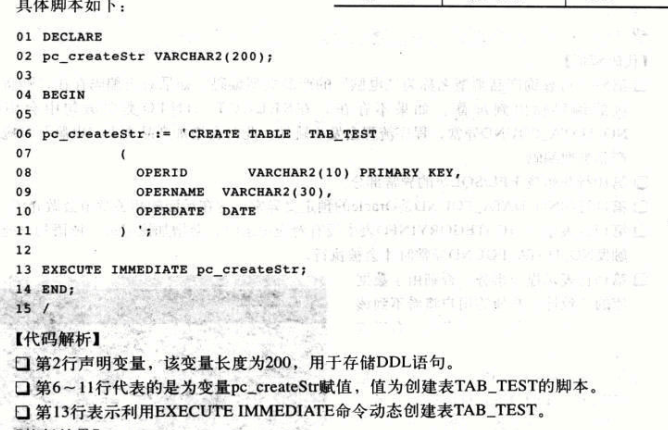 具体脚本如下：
01 DECLARE
02 pc_createStr VARCHAR2(200);
03
04 BEGIN
05
06 pc_createStr := 'CREATE TABLE  TAB_TEST
07 (
08 OPERID VARCHAR2(10) PRIMARY KEY,
09 OPERNAME VARCHAR2(30),
10 OPERDATE DATE
11 ) ';
12
13 EXECUTE IMMEDIATE pc_createStr;
14 END;
15 /
【代码解析】
❑ 第2行声明变量，该变量长度为200，用于存储DDL语句。
❑ 第6～11行代表的是为变量pc_createStr赋值，值为创建表TAB_TEST的脚本。
❑ 第13行表示利用EXECUTE IMMEDIATE命令动态创建表TAB_TEST。